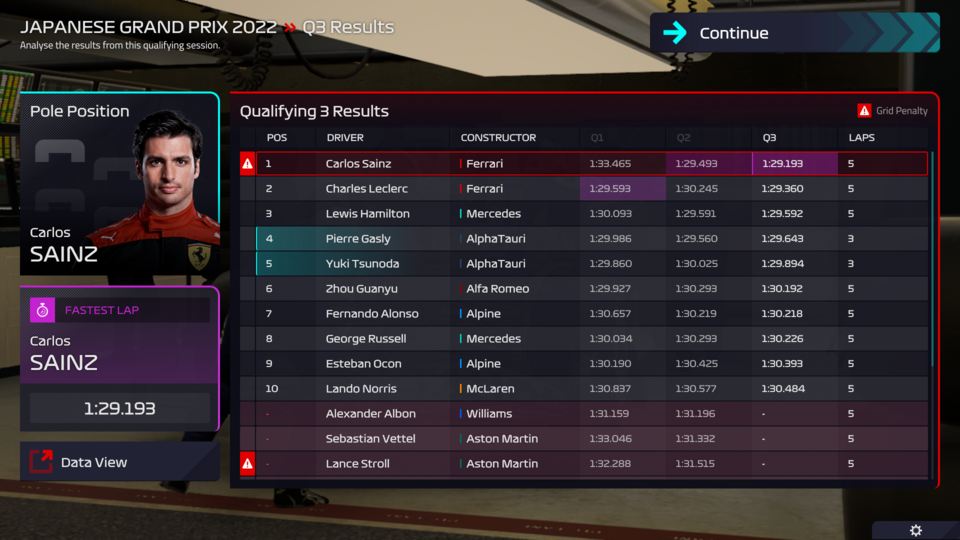 JAPANESE GRAND PRIX 2022 » Q3 Results
Analyse the results from this qualifying session.
Continue
Pole Position
Carlos
SAINZ
FASTEST LAP
Carlos
SAINZ
1:29.193
Data View
Qualifying 3 Results
Grid Penalty
POS DRIVER CONSTRUCTOR Q1 Q2 Q3 LAPS
1 Carlos Sainz Ferrari 1:33.465 1:29.493 1:29.193 5
2 Charles Leclerc Ferrari 1:29.593 1:30.245 1:29.360 5
3 Lewis Hamilton Mercedes 1:30.093 1:29.591 1:29.592 5
4 Pierre Gasly AlphaTauri 1:29.986 1:29.560 1:29.643 3
5 Yuki Tsunoda AlphaTauri 1:29.860 1:30.025 1:29.894 3
6 Zhou Guanyu Alfa Romeo 1:29.927 1:30.293 1:30.192 5
7 Fernando Alonso Alpine 1:30.657 1:30.219 1:30.218 5
8 George Russell Mercedes 1:30.034 1:30.293 1:30.226 5
9 Esteban Ocon Alpine 1:30.190 1:30.425 1:30.393 5
10 Lando Norris McLaren 1:30.837 1:30.577 1:30.484 5
- Alexander Albon Williams 1:31.159 1:31.196 - 5
- Sebastian Vettel Aston Martin 1:33.046 1:31.332 - 5
- Lance Stroll Aston Martin 1:32.288 1:31.515 - 5